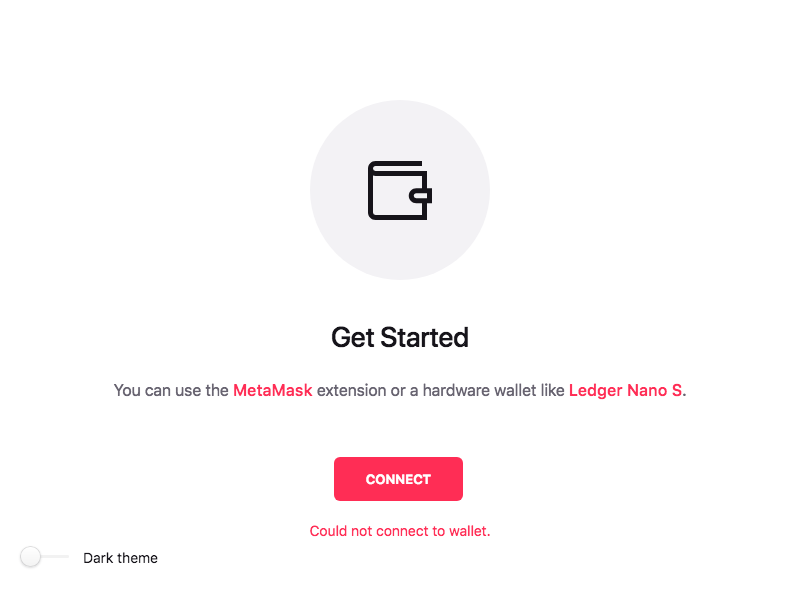 Get Started
You can use the MetaMask extension or a hardware wallet like Ledger Nano S.
CONNECT
Could not connect to wallet.
Dark theme